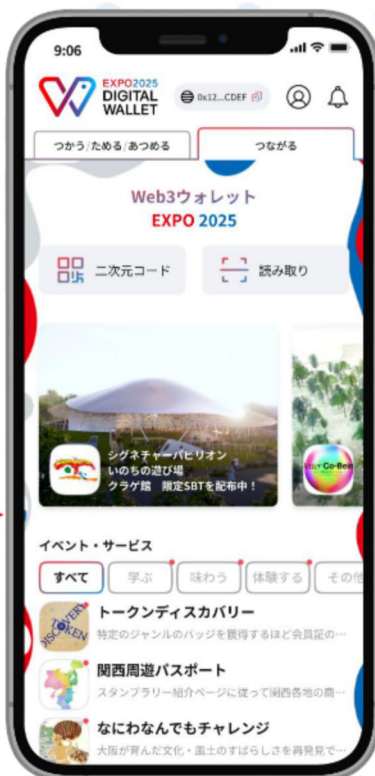 9:06
EXPO2025
DIGITAL
WALLET
0x12...CDEF
つかう/ためる/あつめる
つながる
Web3ウォレット
EXPO 2025
二次元コード
読み取り
シグネチャーパビリオン
いのちの遊び場
クラゲ館 限定SBTを配布中！
Co-Being
イベント・サービス
すべて
学ぶ
味わう
体験する
その他
DISCOVERY
TOKEN
トークンディスカバリー
特定のジャンルのバッジを獲得するほど会員証の…
関西周遊パスポート
スタンプラリー紹介ページに従って関西各地の商…
なにわなんでもチャレンジ
大阪が育んだ文化・風土のすばらしさを再発見で…